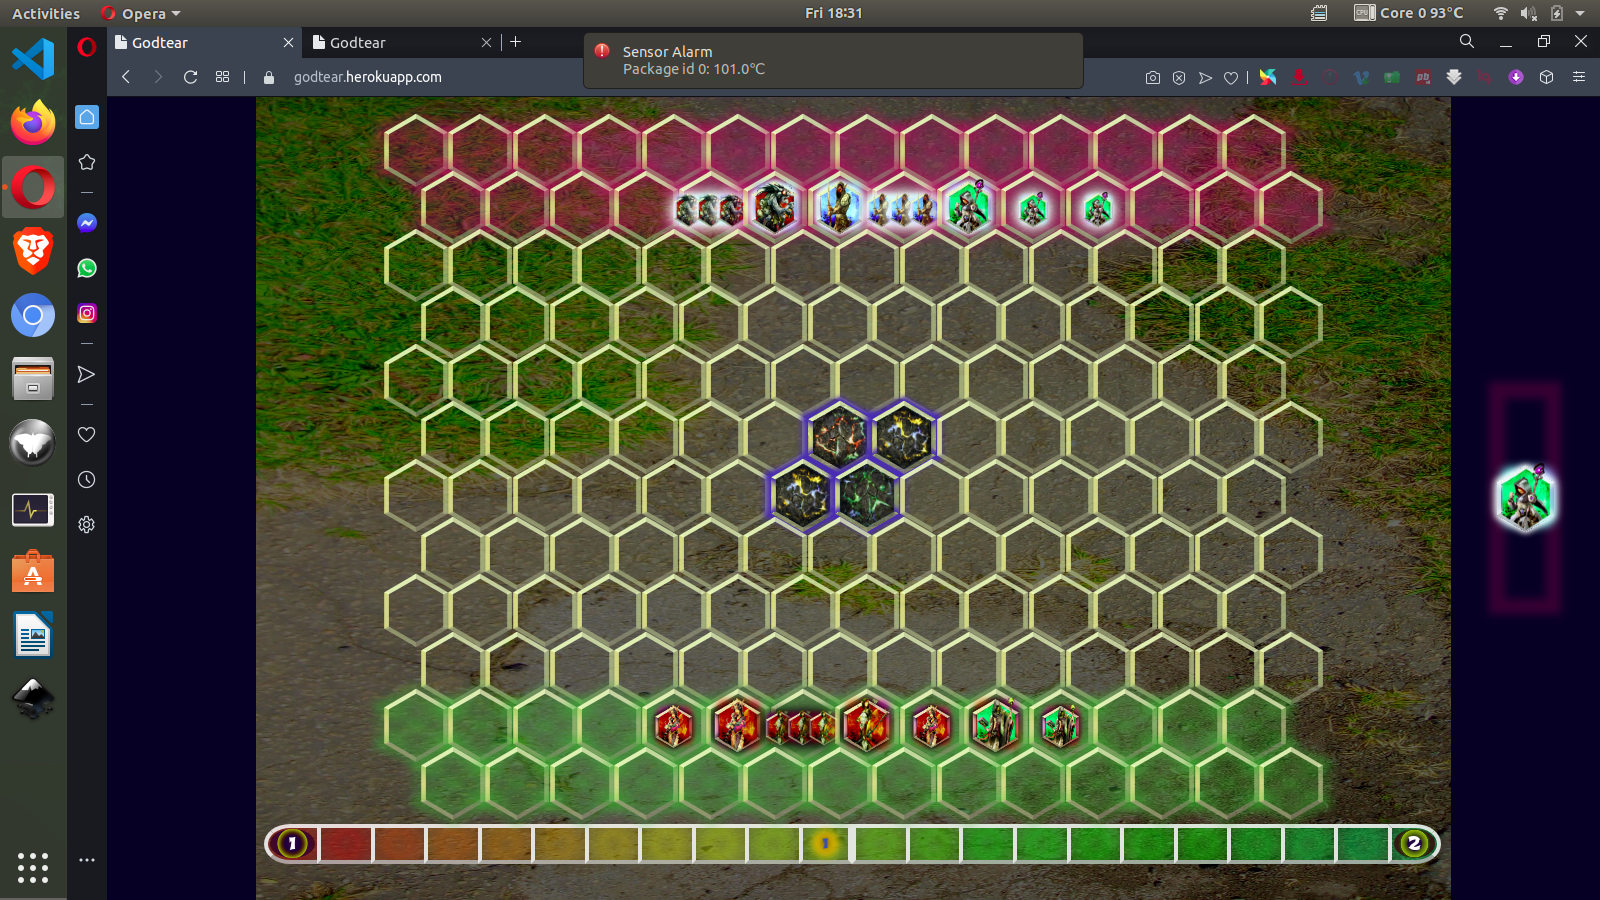 Activities
Opera
Fri 18:31
Core 0 93°C
Godtear
Godtear
Sensor Alarm
Package id 0: 101.0°C
godtear.herokuapp.com
1
1
2